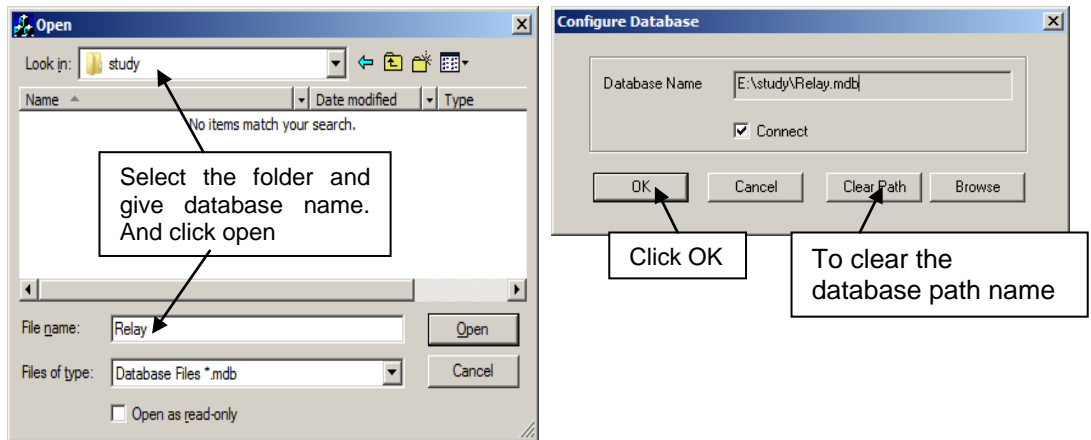 Open
Look in: study
Name Date modified Type
No items match your search.
Select the folder and
give database name.
And click open
File name: Relay Open
Files of type: Database Files *.mdb Cancel
Open as read-only
Configure Database
Database Name E:\study\Relay.mdb
Connect
OK Cancel Clear Path Browse
Click OK
To clear the
database path name